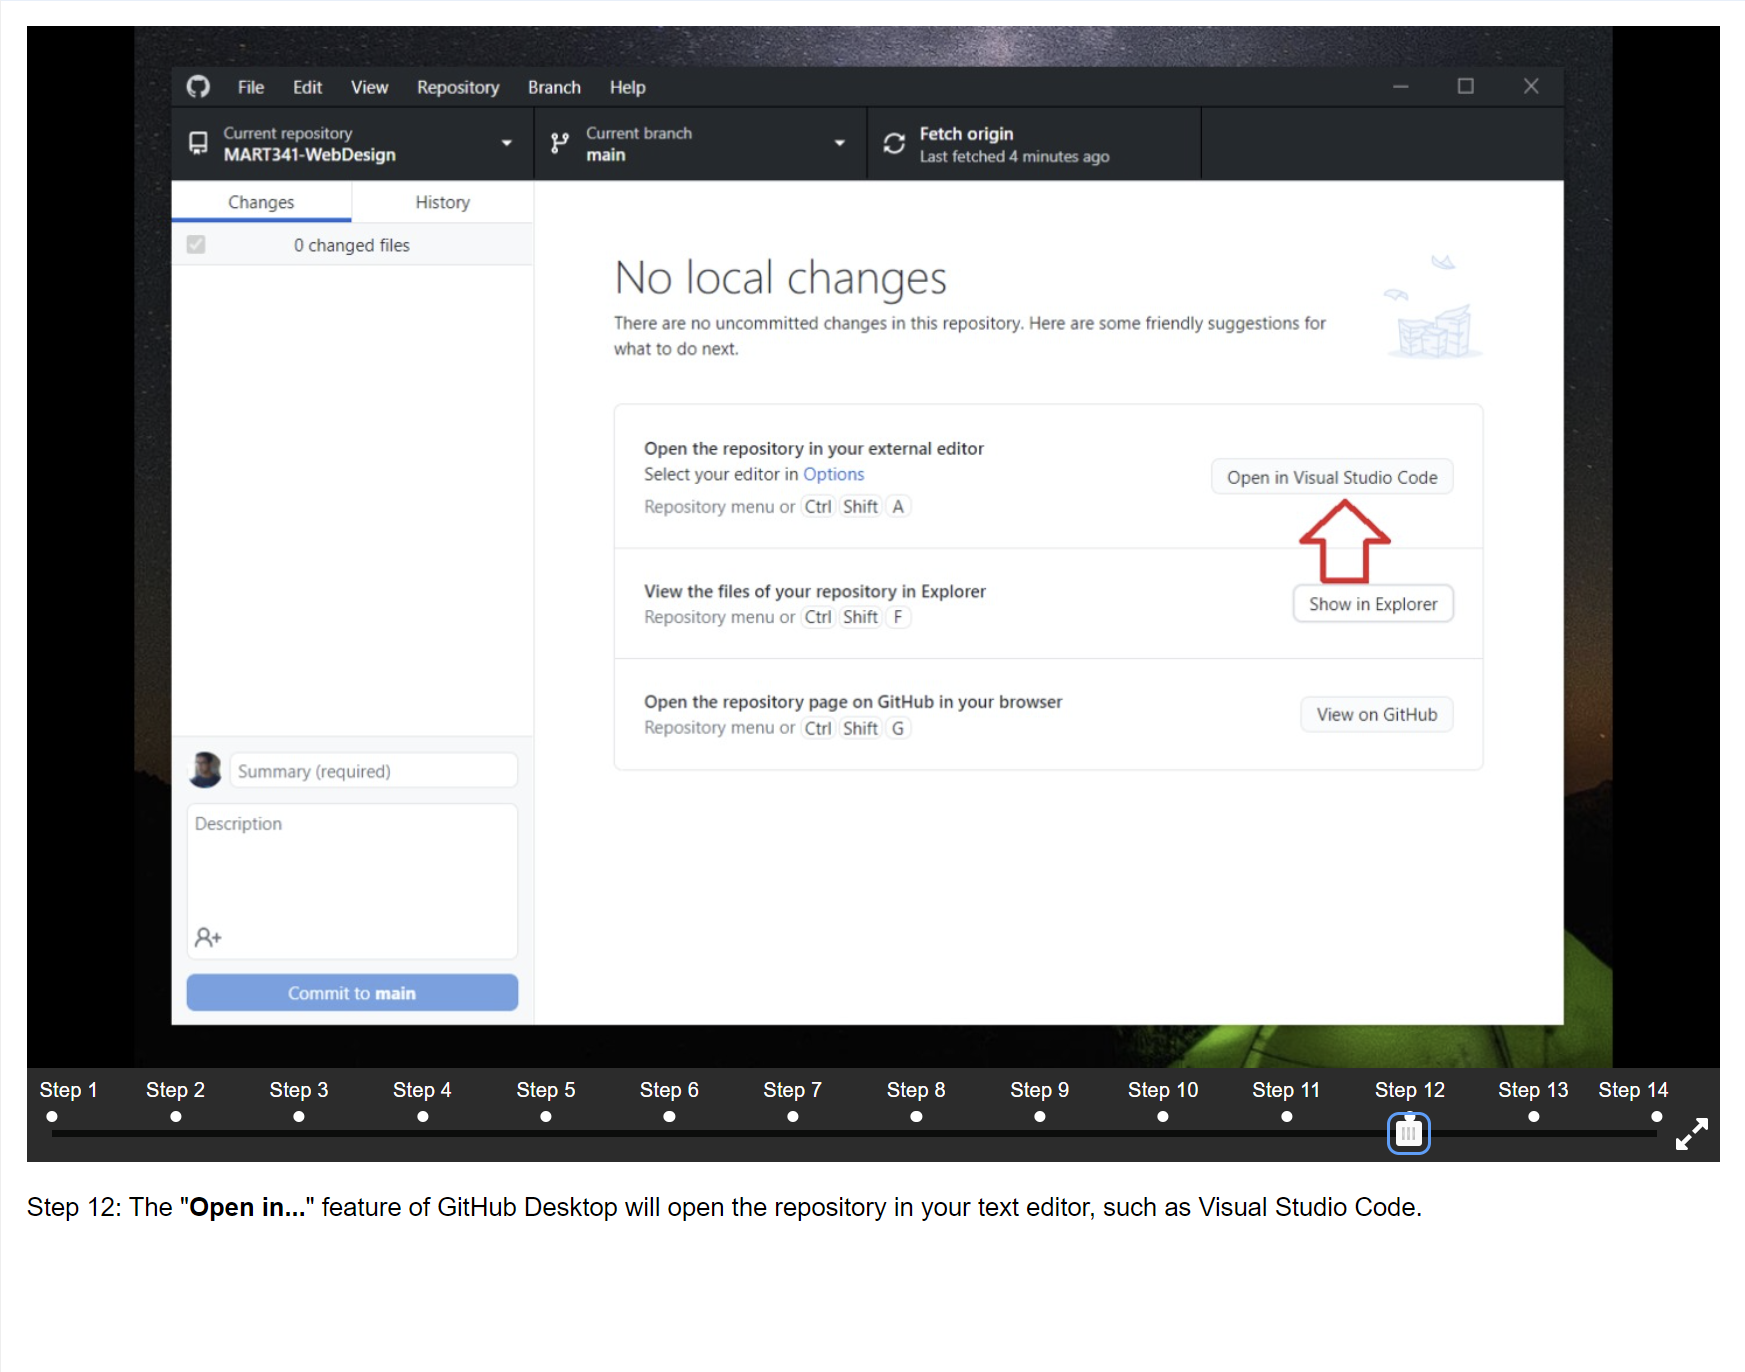 File Edit View Repository Branch Help
Current repository
MART341-WebDesign
Current branch
main
Fetch origin
Last fetched 4 minutes ago
Changes
History
0 changed files
No local changes
There are no uncommitted changes in this repository. Here are some friendly suggestions for
what to do next.
Open the repository in your external editor
Select your editor in Options
Repository menu or Ctrl Shift A
Open in Visual Studio Code
View the files of your repository in Explorer
Repository menu or Ctrl Shift F
Show in Explorer
Open the repository page on GitHub in your browser
Repository menu or Ctrl Shift G
View on GitHub
Summary (required)
Description
Commit to main
Step 1 Step 2 Step 3 Step 4 Step 5 Step 6 Step 7 Step 8 Step 9 Step 10 Step 11 Step 12 Step 13 Step 14
Step 12: The "Open in..." feature of GitHub Desktop will open the repository in your text editor, such as Visual Studio Code.